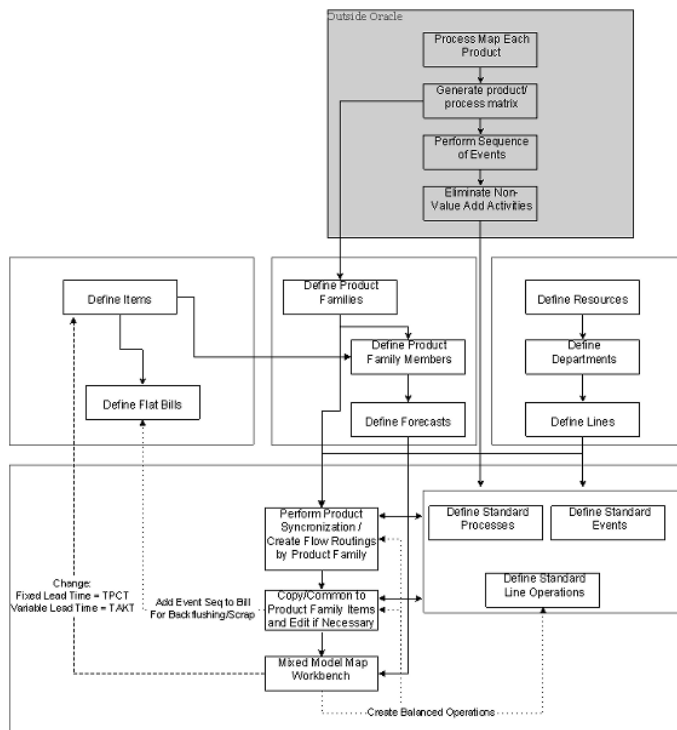 Outside Oracle
Process Map Each
Product
Generate product/
process matrix
Perform Sequence
of Events
Eliminate Non-
Value Add Activities
Define Items
Define Flat Bills
Define Product
Families
Define Product
Family Members
Define Forecasts
Define Resources
Define
Departments
Define Lines
Perform Product
Syncronization /
Create Flow Routings
by Product Family
Define Standard
Processes
Define Standard
Events
Define Standard
Line Operations
Change:
Fixed Lead Time = TPCT
Variable Lead Time = TAKT
Add Event Seq to Bill
For Backflushing/Scrap
Copy/Common to
Product Family Items
and Edit if Necessary
Mixed Model Map
Workbench
Create Balanced Operations